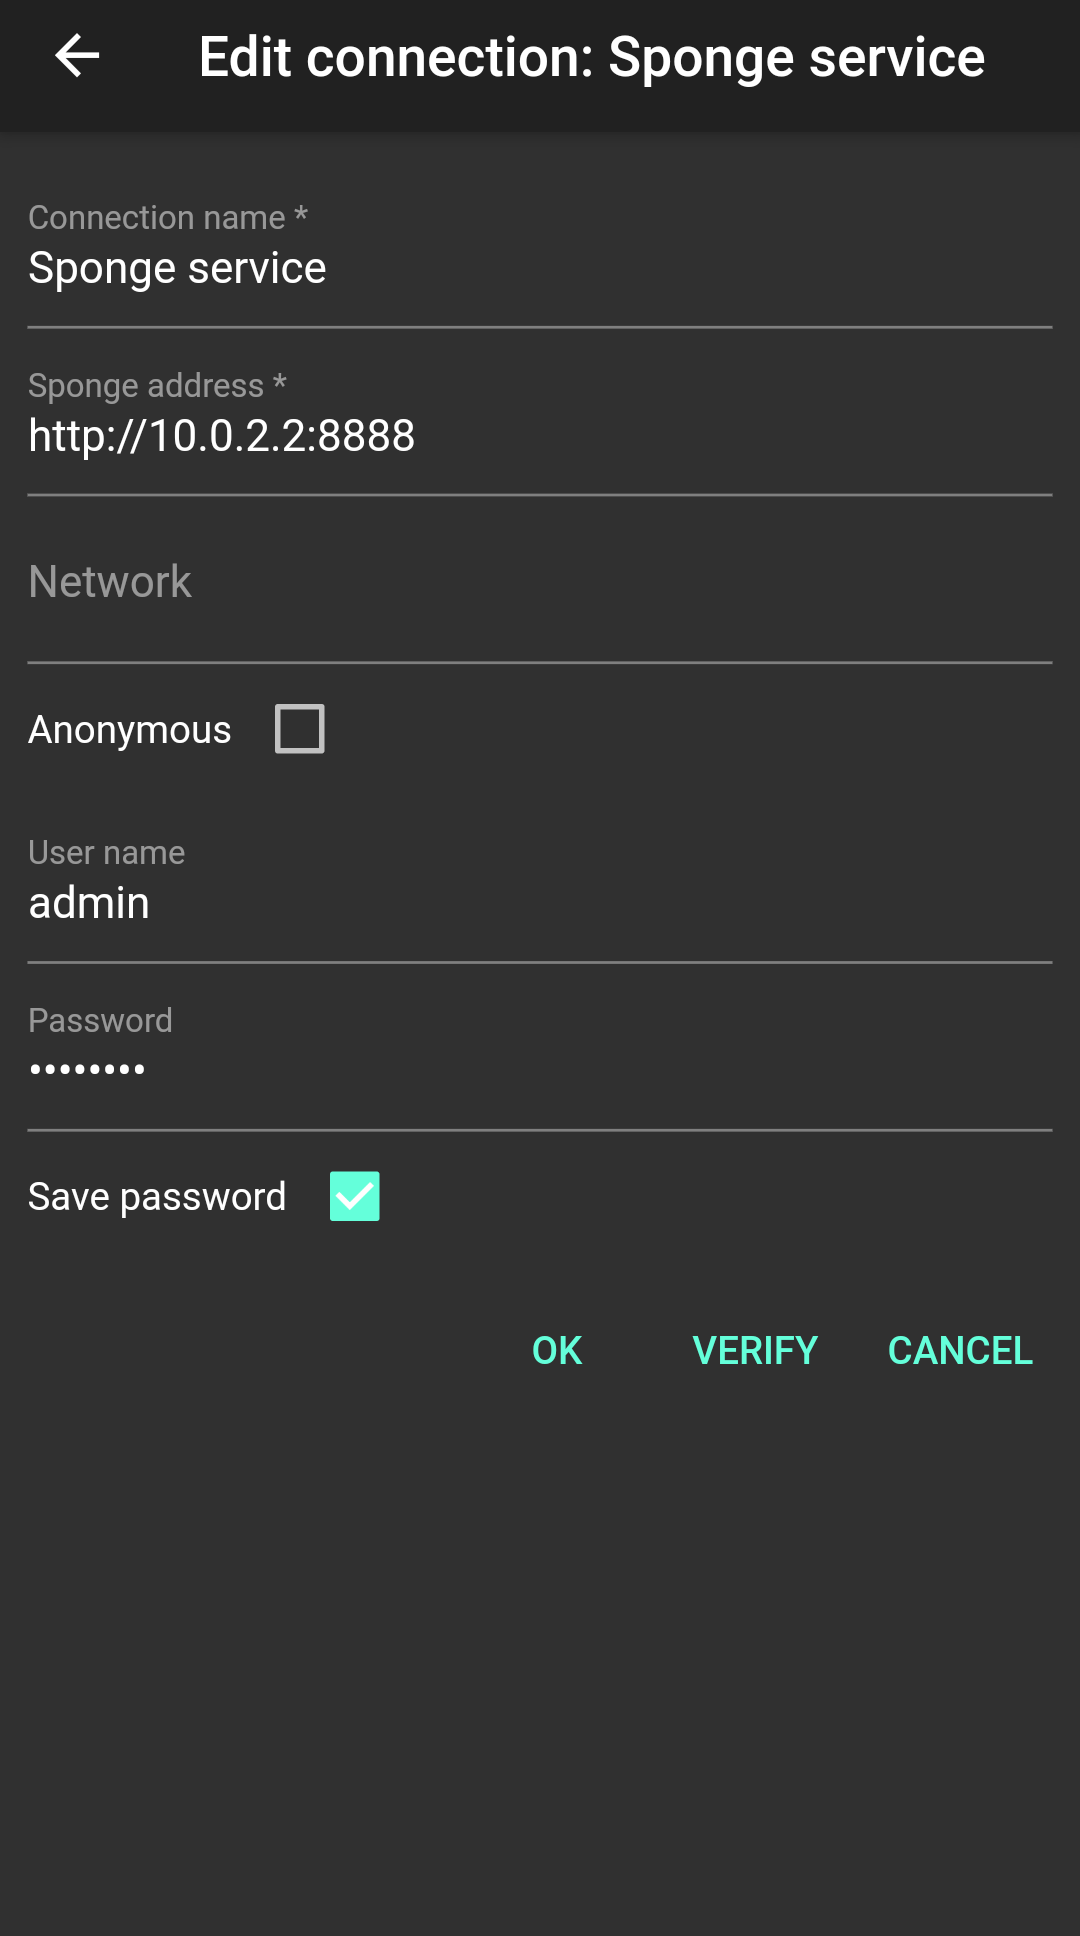 Edit connection: Sponge service
Connection name *
Sponge service
Sponge address *
http://10.0.2.2:8888
Network
Anonymous
User name
admin
Password
••••••••
Save password
OK VERIFY CANCEL